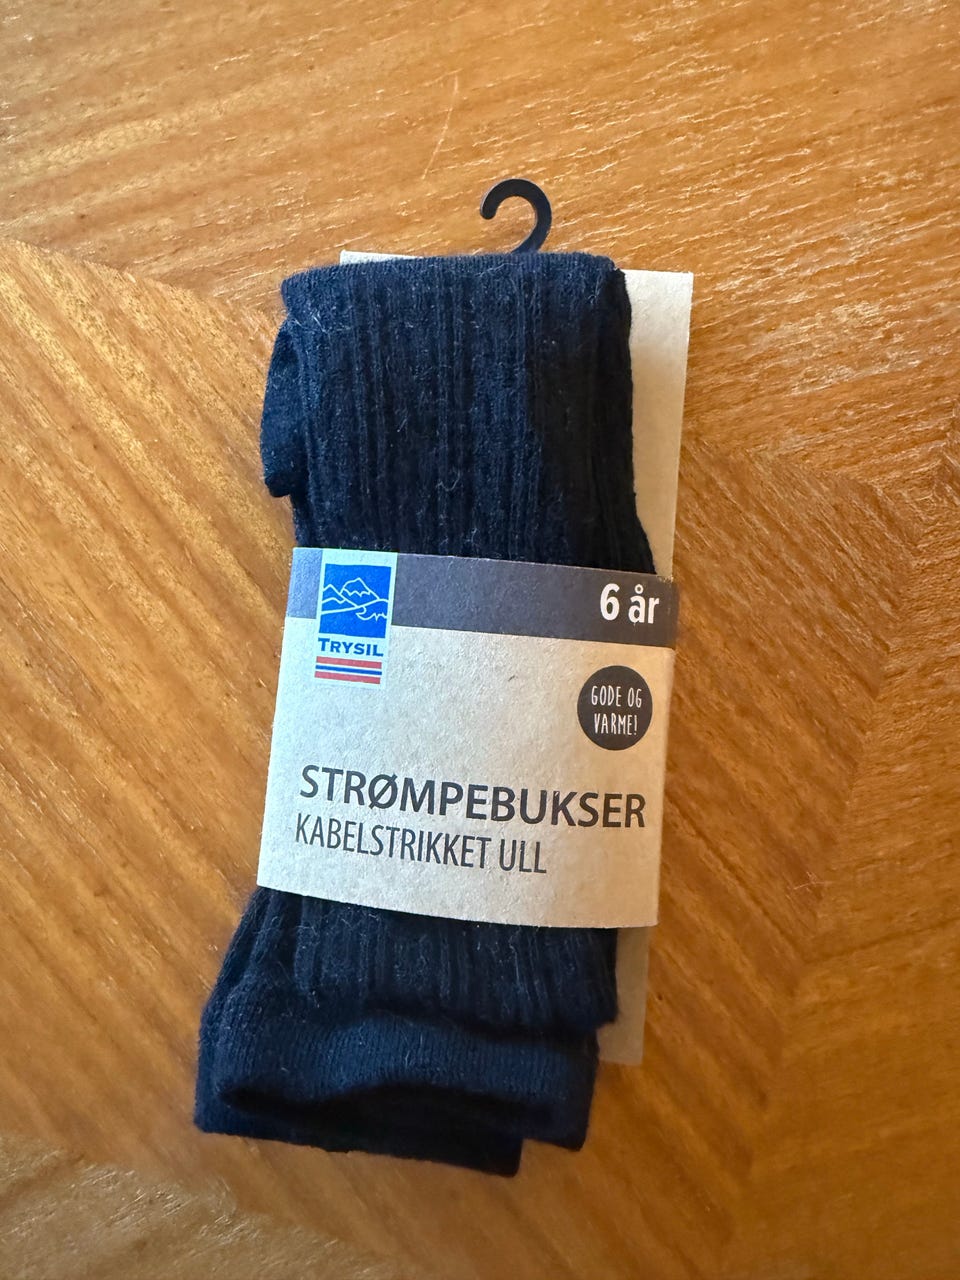 6 år
TRYSIL
GODE OG
VARME!
STRØMPEBUKSER
KABELSTRIKKET ULL